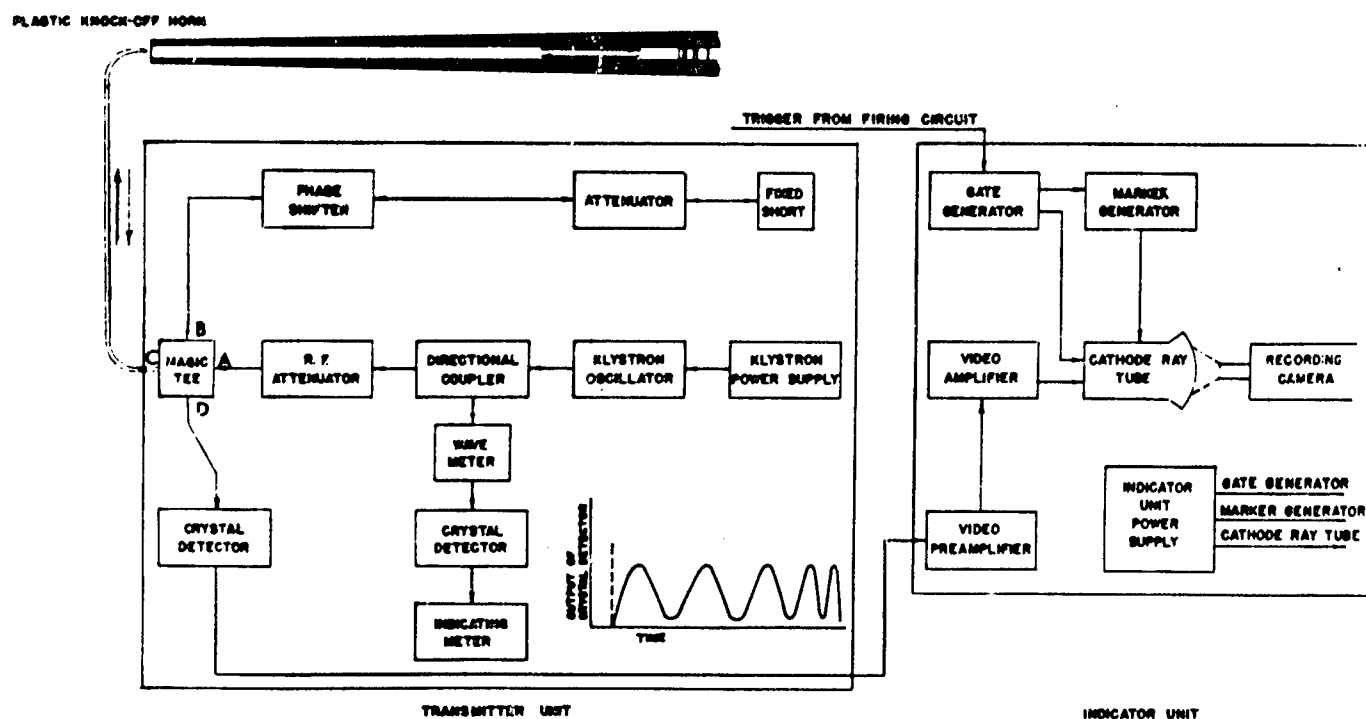 PLASTIC KNOCK-OFF HORN
TRIGGER FROM FIRING CIRCUIT
PHASE
SHIFTER
ATTENUATOR
FIXED
SHORT
GATE
GENERATOR
MARKER
GENERATOR
B
C
MAGIC
TEE
A
D
R.F.
ATTENUATOR
DIRECTIONAL
COUPLER
KLYSTRON
OSCILLATOR
KLYSTRON
POWER SUPPLY
VIDEO
AMPLIFIER
CATHODE RAY
TUBE
RECORDING
CAMERA
WAVE
METER
CRYSTAL
DETECTOR
CRYSTAL
DETECTOR
INDICATING
METER
OUTPUT OF
CRYSTAL DETECTOR
TIME
VIDEO
PREAMPLIFIER
INDICATOR
UNIT
POWER
SUPPLY
GATE GENERATOR
MARKER GENERATOR
CATHODE RAY TUBE
TRANSMITTER UNIT
INDICATOR UNIT